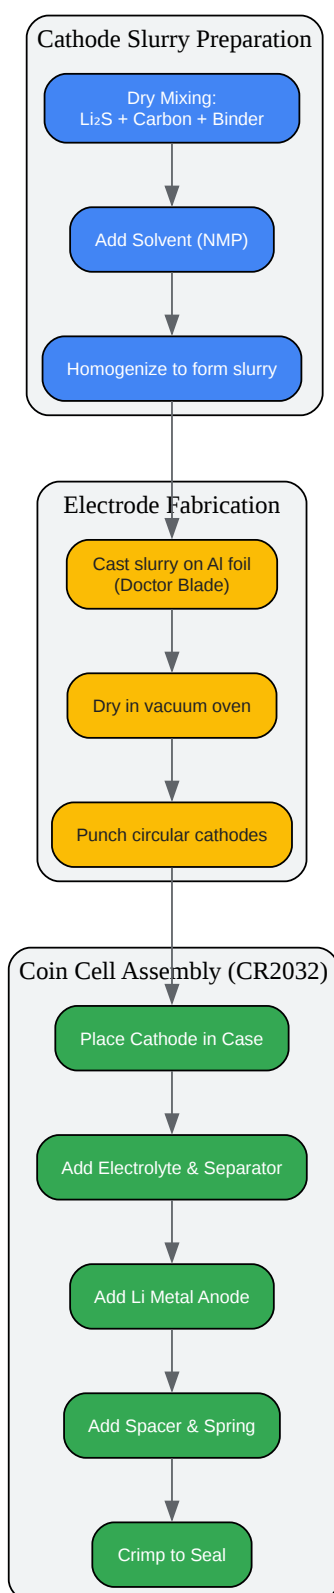 Cathode Slurry Preparation
Dry Mixing:
Li₂S + Carbon + Binder
Add Solvent (NMP)
Homogenize to form slurry
Electrode Fabrication
Cast slurry on Al foil
(Doctor Blade)
Dry in vacuum oven
Punch circular cathodes
Coin Cell Assembly (CR2032)
Place Cathode in Case
Add Electrolyte & Separator
Add Li Metal Anode
Add Spacer & Spring
Crimp to Seal